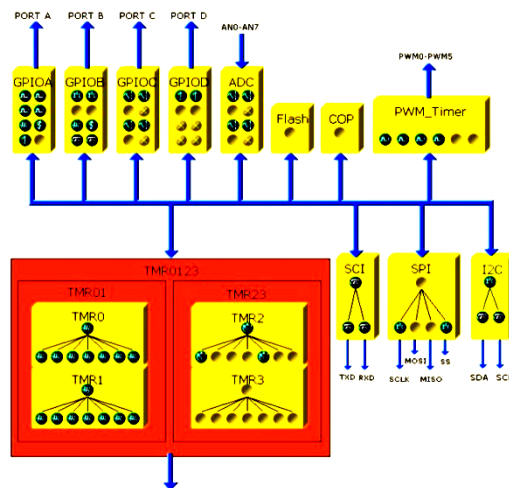 PORT A PORT B PORT C PORT D
AN0-AN7
PWM0-PWM5
GPIOA GPIOB GPIOC GPIOD ADC
Flash COP PWM_Timer
TMR0123
TMR01 TMR23
TMR0 TMR2
TMR1 TMR3
SCI SPI I2C
MOSI SS
TXD RXD SCLK MISO SDA SC